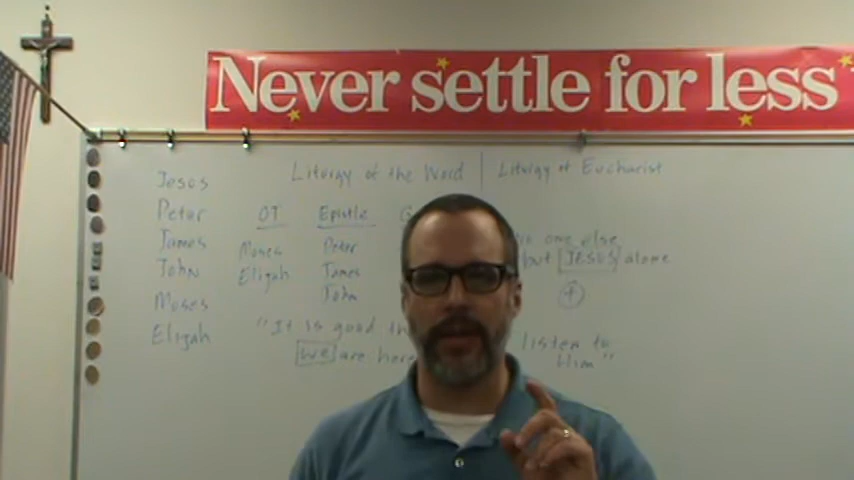 Never settle for less
Jesus
Peter
James
John
Moses
Elijah
Liturgy of the Word
OT
Moses
Elijah
Epistle
Peter
James
John
G
"It is good th
we are here
Liturgy of Eucharist
no one else
but JESUS alone
listen to
Him"